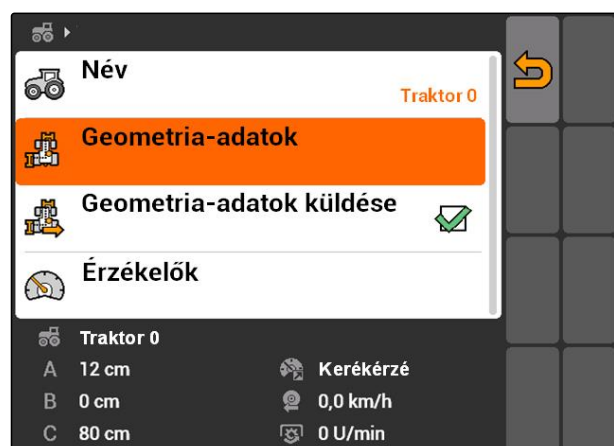 Név
Traktor 0
Geometria-adatok
Geometria-adatok küldése
Érzékelők
Traktor 0
A 12 cm Kerékérzé
B 0 cm 0,0 km/h
C 80 cm 0 U/min